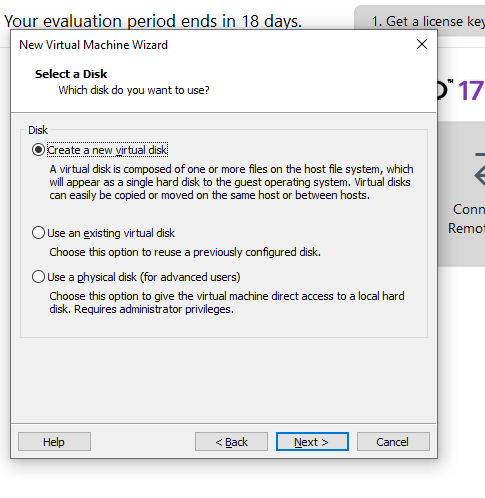 Your evaluation period ends in 18 days.
1. Get a license key
New Virtual Machine Wizard
Select a Disk
Which disk do you want to use?
™ 17
Disk
Create a new virtual disk
A virtual disk is composed of one or more files on the host file system, which
will appear as a single hard disk to the guest operating system. Virtual disks
can easily be copied or moved on the same host or between hosts.
Conn
Remot
Use an existing virtual disk
Choose this option to reuse a previously configured disk.
Use a physical disk (for advanced users)
Choose this option to give the virtual machine direct access to a local hard
disk. Requires administrator privileges.
Help
< Back
Next >
Cancel